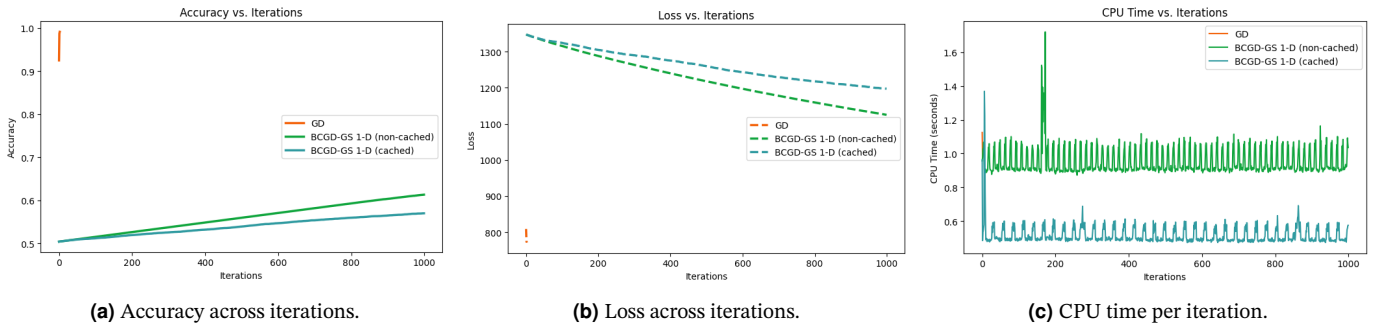 Accuracy vs. Iterations
1.0
0.9
0.8
0.7
0.6
0.5
Accuracy
GD
BCGD-GS 1-D (non-cached)
BCGD-GS 1-D (cached)
0
200
400
600
800
1000
Iterations
(a) Accuracy across iterations.
Loss vs. Iterations
1300
1200
1100
1000
900
800
Loss
GD
BCGD-GS 1-D (non-cached)
BCGD-GS 1-D (cached)
0
200
400
600
800
1000
Iterations
(b) Loss across iterations.
CPU Time vs. Iterations
1.6
1.4
1.2
1.0
0.8
0.6
CPU Time (seconds)
GD
BCGD-GS 1-D (non-cached)
BCGD-GS 1-D (cached)
0
200
400
600
800
1000
Iterations
(c) CPU time per iteration.